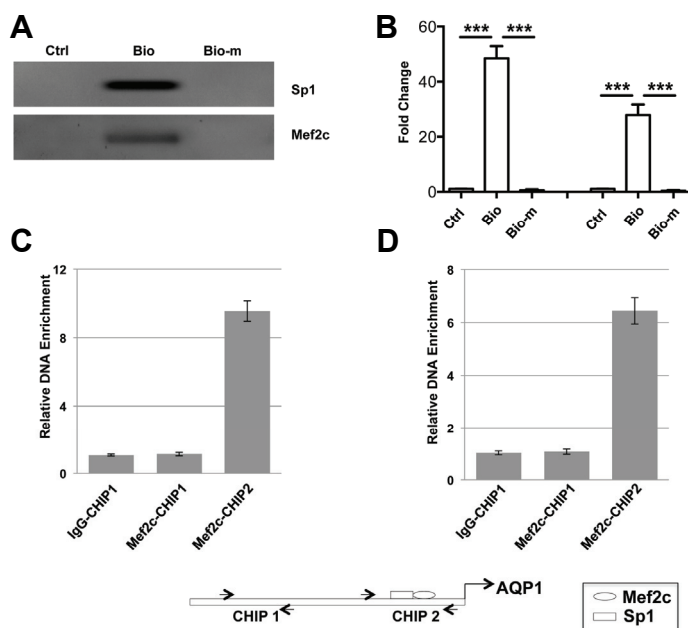 A
Ctrl Bio Bio-m
Sp1
Mef2c
B
Fold Change
60
40
20
0
*** ***
*** ***
Ctrl Bio Bio-m Ctrl Bio Bio-m
C
Relative DNA Enrichment
12
8
4
0
IgG-CHIP1 Mef2c-CHIP1 Mef2c-CHIP2
D
Relative DNA Enrichment
8
6
4
2
0
IgG-CHIP1 Mef2c-CHIP1 Mef2c-CHIP2
AQP1
CHIP 1 CHIP 2
Mef2c
Sp1